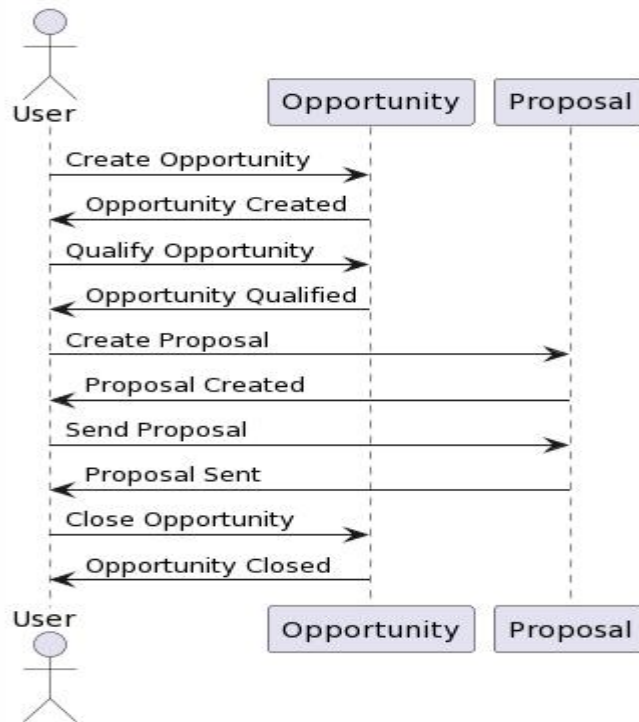 User
Opportunity
Proposal
Create Opportunity
Opportunity Created
Qualify Opportunity
Opportunity Qualified
Create Proposal
Proposal Created
Send Proposal
Proposal Sent
Close Opportunity
Opportunity Closed
User
Opportunity
Proposal